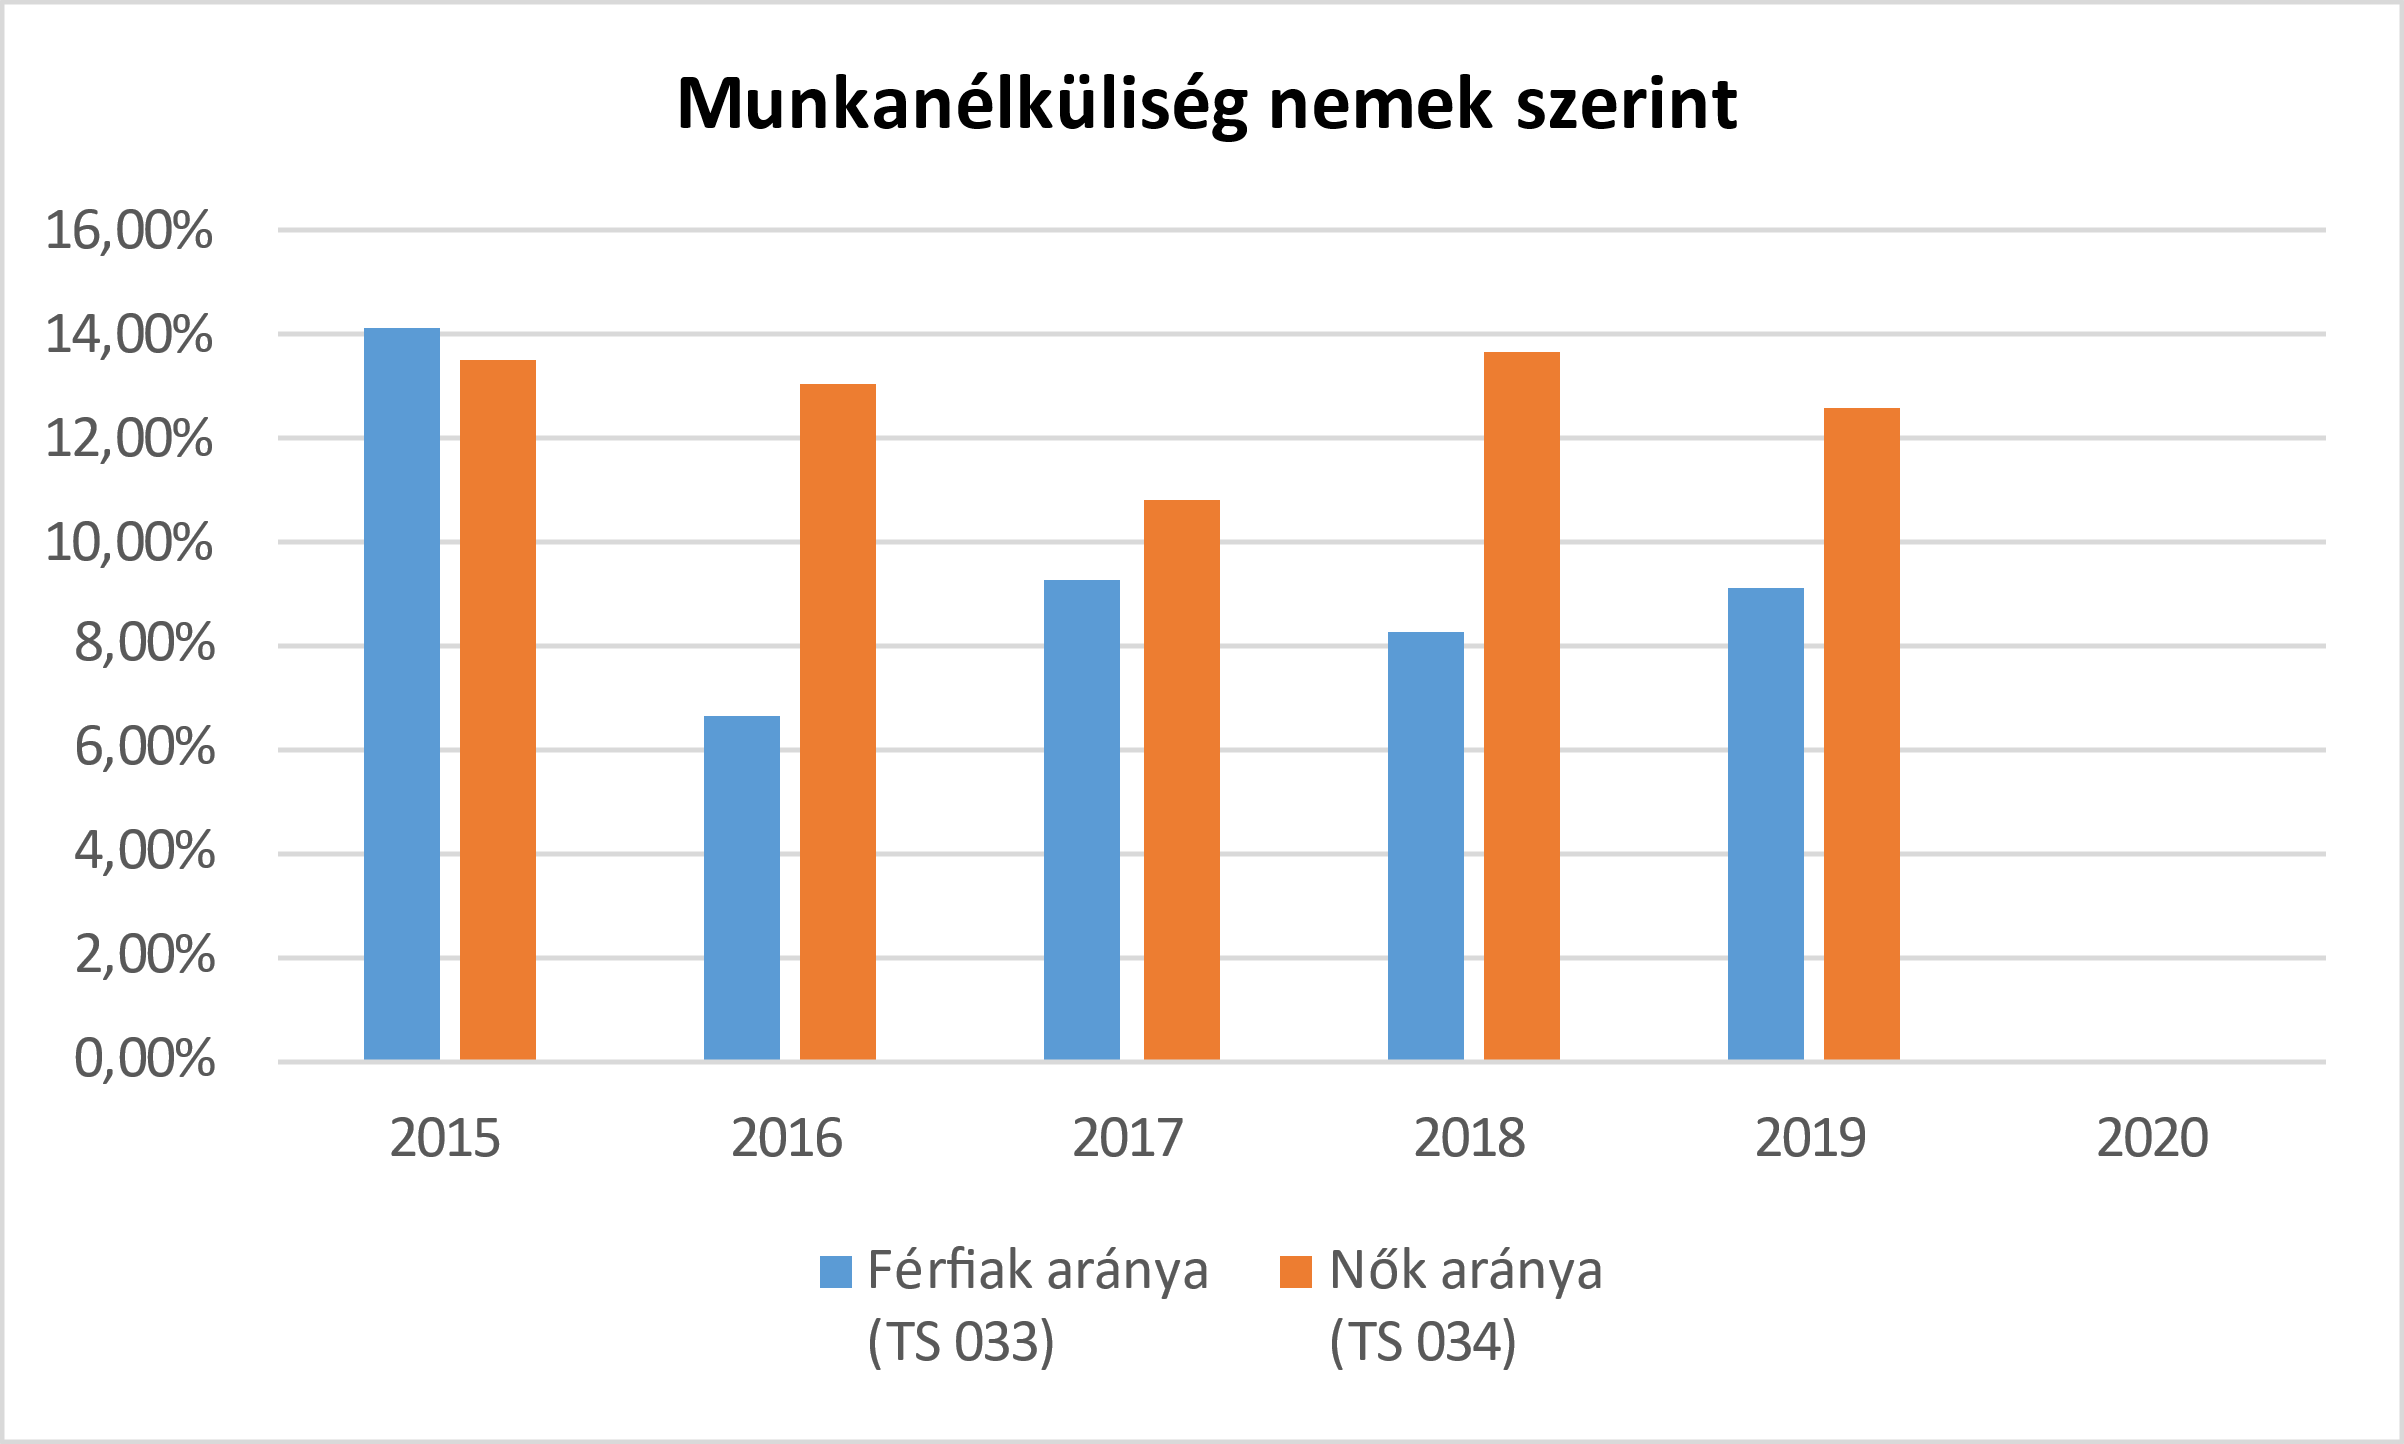 Munkanélküliség nemek szerint
16,00%
14,00%
12,00%
10,00%
8,00%
6,00%
4,00%
2,00%
0,00%
2015 2016 2017 2018 2019 2020
Férfiak aránya Nők aránya
(TS 033) (TS 034)